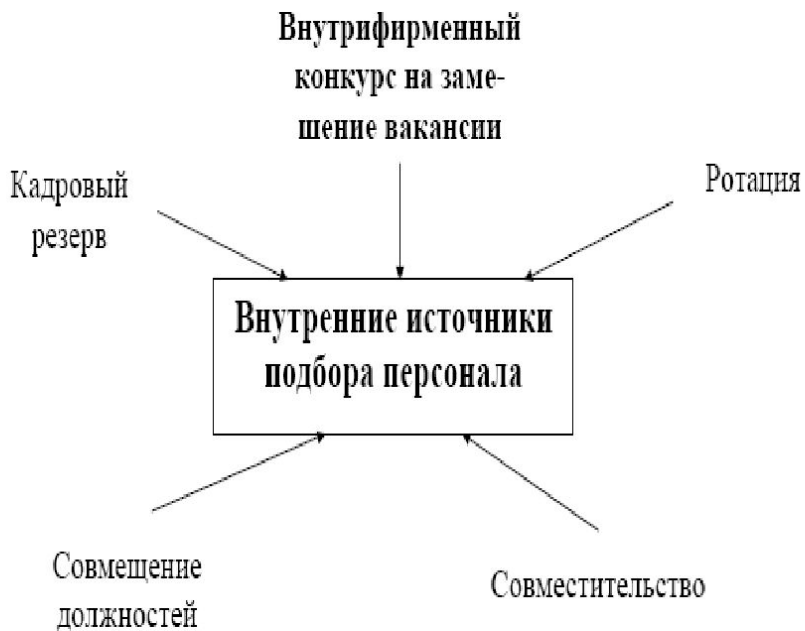 Внутрифирменный
конкурс на заме-
шение вакансии
Кадровый
резерв
Ротация
Внутренние источники
подбора персонала
Совмещение
должностей
Совместительство